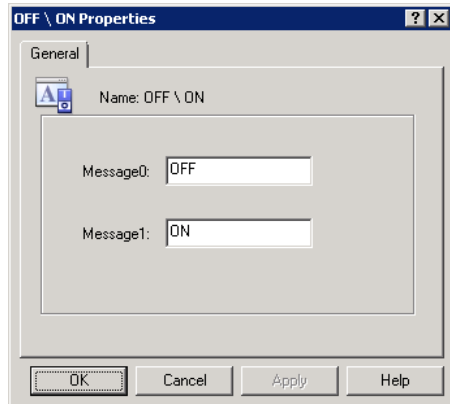 OFF \ ON Properties
General
Name: OFF \ ON
Message0: OFF
Message1: ON
OK Cancel Apply Help